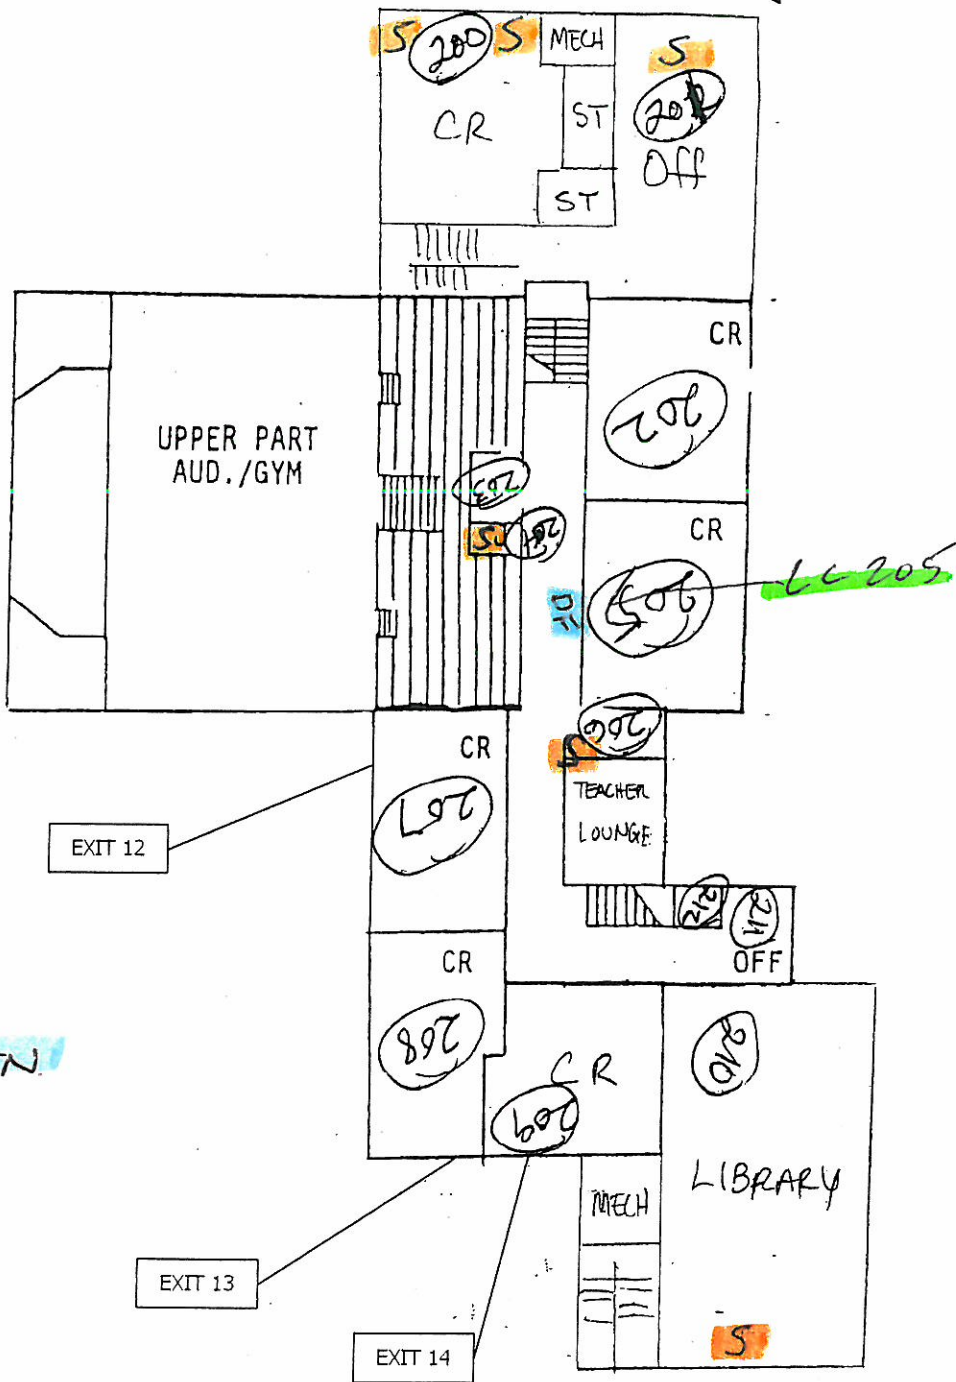 S 200 S MECH S
CR ST 201
Off
ST
CR
202
UPPER PART
AUD./GYM
203
CR
S 204
LC 205
DF 205
206
S
CR
207
TEACHER
LOUNGE
EXIT 12
212 211
OFF
CR
208
210
CR
209
LIBRARY
MECH
EXIT 13
EXIT 14
S